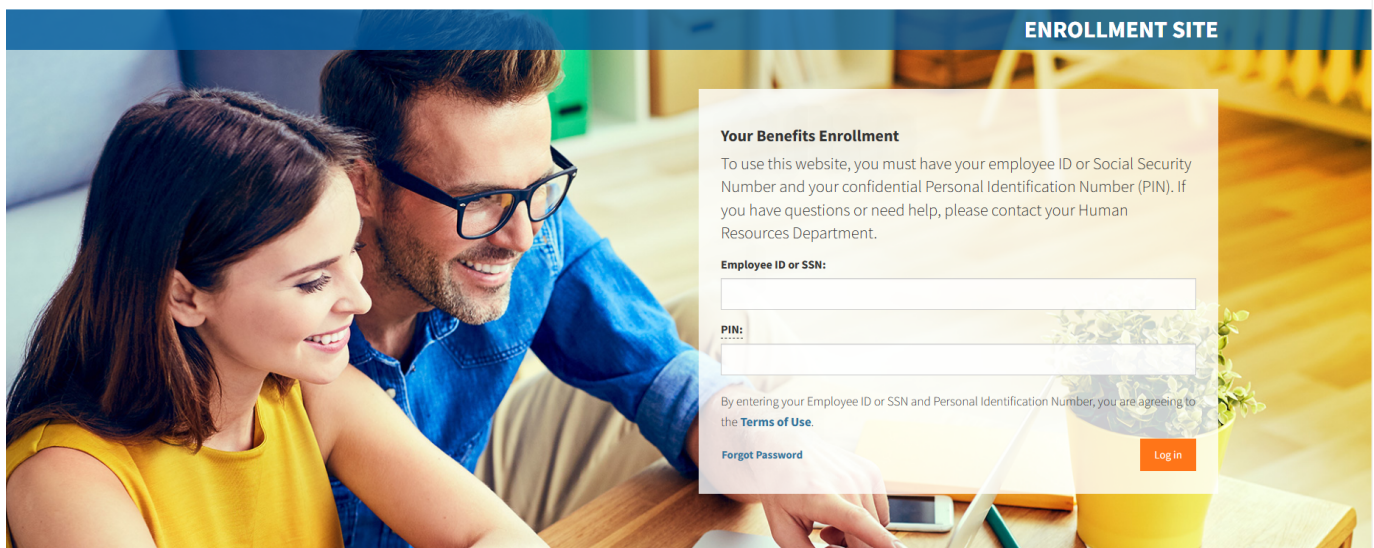 ENROLLMENT SITE
Your Benefits Enrollment
To use this website, you must have your employee ID or Social Security
Number and your confidential Personal Identification Number (PIN). If
you have questions or need help, please contact your Human
Resources Department.
Employee ID or SSN:
PIN:
By entering your Employee ID or SSN and Personal Identification Number, you are agreeing to
the Terms of Use.
Forgot Password
Log in